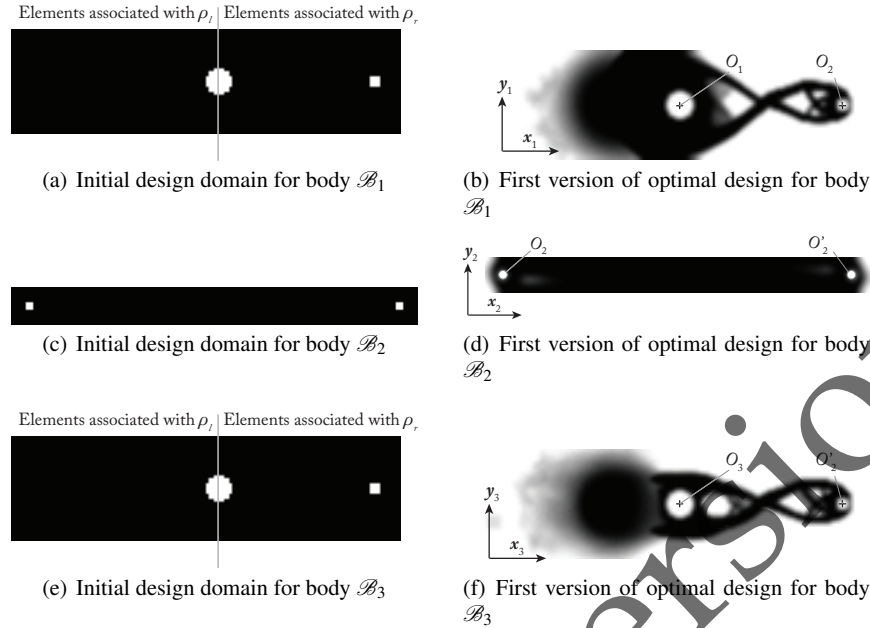 Elements associated with ρl Elements associated with ρr
O1 O2
y1
x1
(a) Initial design domain for body ℬ1
(b) First version of optimal design for body
ℬ1
O2 O'2
y2
x2
(c) Initial design domain for body ℬ2
(d) First version of optimal design for body
ℬ2
Elements associated with ρl Elements associated with ρr
O3 O'2
y3
x3
(e) Initial design domain for body ℬ3
(f) First version of optimal design for body
ℬ3